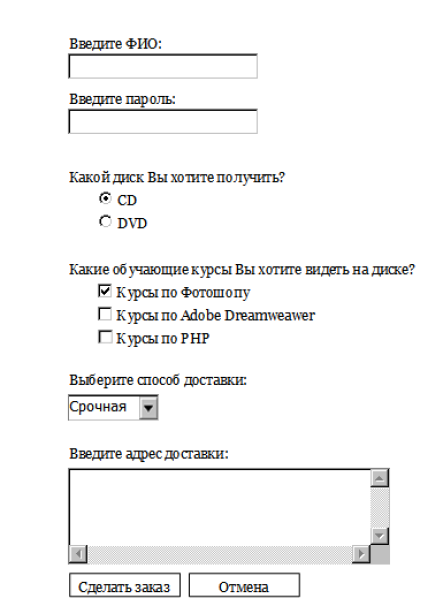 Введите ФИО:
Введите пароль:
Какой диск Вы хотите получить?
CD
DVD
Какие обучающие курсы Вы хотите видеть на диске?
Курсы по Фотошопу
Курсы по Adobe Dreamweawer
Курсы по PHP
Выберите способ доставки:
Срочная
Введите адрес доставки:
Сделать заказ Отмена